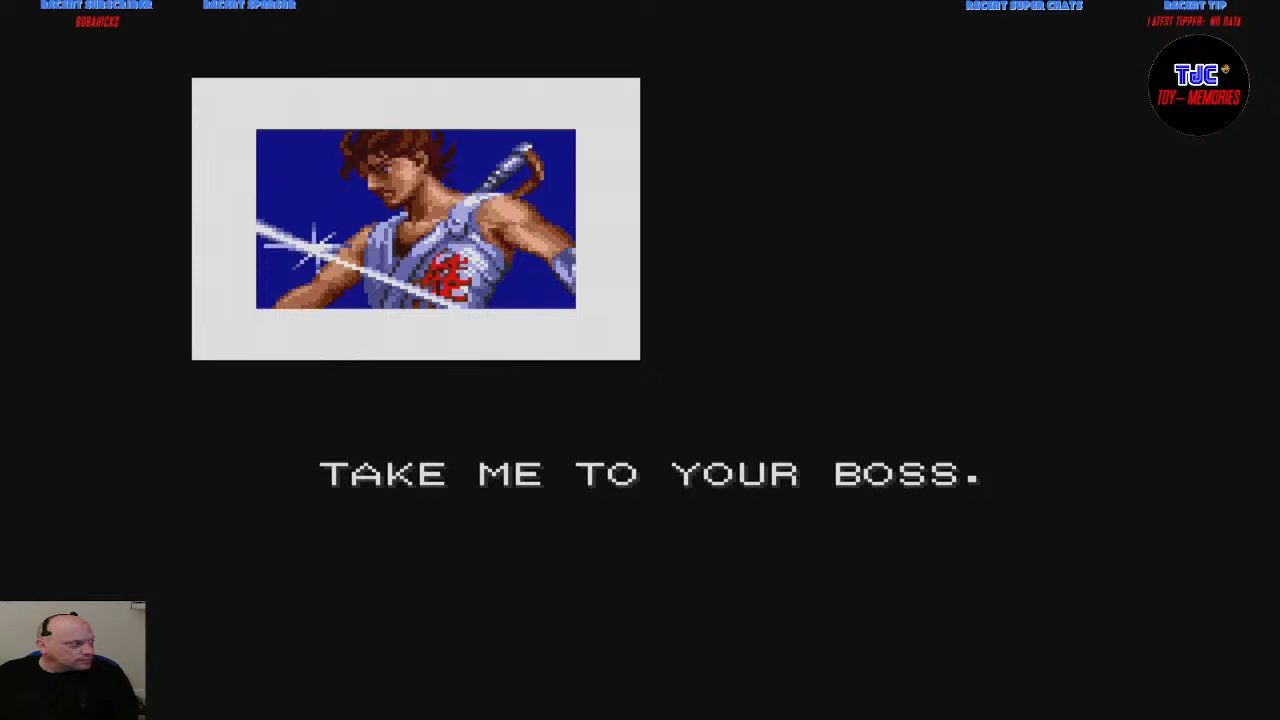 RECENT SUBSCRIBER
BOBAHICKS
RECENT SPONSOR
RECENT SUPER CHATS
RECENT TIP
LATEST TIPPER: NO DATA
TJC
TOY-MEMORIES
TAKE ME TO YOUR BOSS.